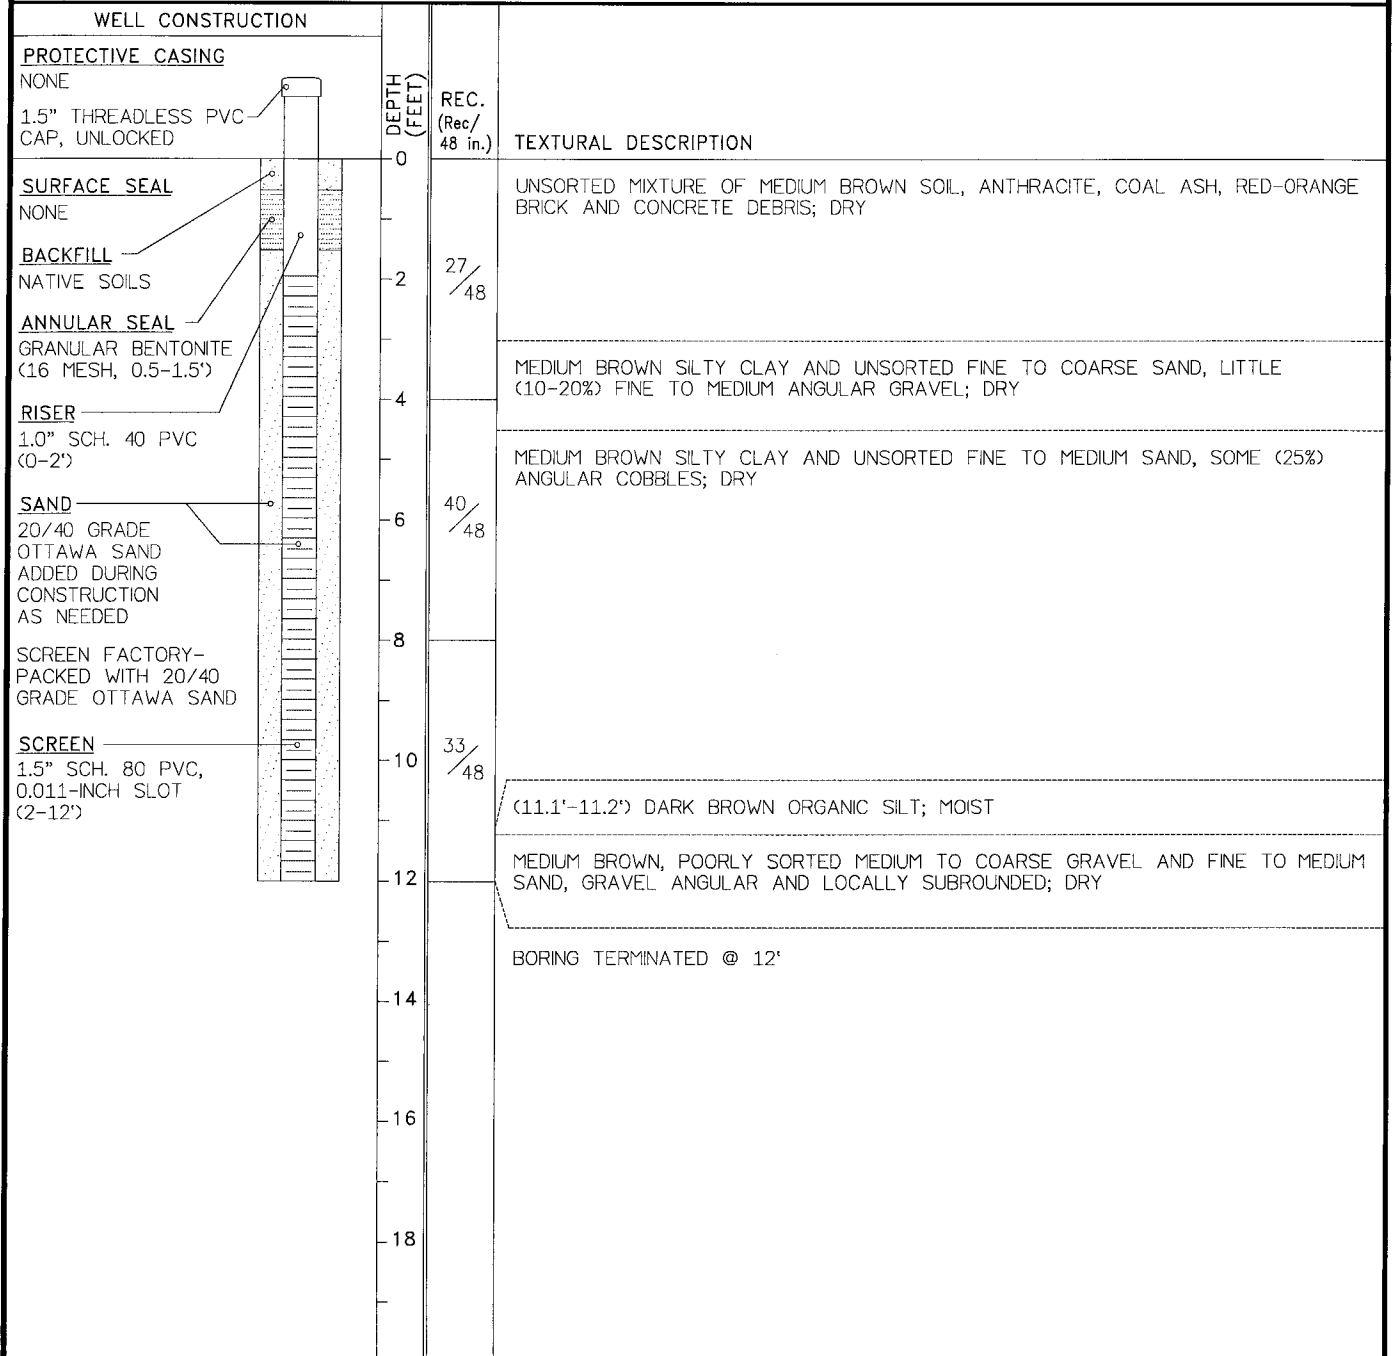 WELL CONSTRUCTION
PROTECTIVE CASING
NONE
1.5" THREADLESS PVC
CAP, UNLOCKED
SURFACE SEAL
NONE
BACKFILL
NATIVE SOILS
ANNULAR SEAL
GRANULAR BENTONITE
(16 MESH, 0.5-1.5')
RISER
1.0" SCH. 40 PVC
(0-2')
SAND
20/40 GRADE
OTTAWA SAND
ADDED DURING
CONSTRUCTION
AS NEEDED
SCREEN FACTORY-
PACKED WITH 20/40
GRADE OTTAWA SAND
SCREEN
1.5" SCH. 80 PVC,
0.011-INCH SLOT
(2-12')
DEPTH
(FEET)
0
2
4
6
8
10
12
14
16
18
REC.
(Rec/
48 in.)
27/48
40/48
33/48
TEXTURAL DESCRIPTION
UNSORTED MIXTURE OF MEDIUM BROWN SOIL, ANTHRACITE, COAL ASH, RED-ORANGE
BRICK AND CONCRETE DEBRIS; DRY
MEDIUM BROWN SILTY CLAY AND UNSORTED FINE TO COARSE SAND, LITTLE
(10-20%) FINE TO MEDIUM ANGULAR GRAVEL; DRY
MEDIUM BROWN SILTY CLAY AND UNSORTED FINE TO MEDIUM SAND, SOME (25%)
ANGULAR COBBLES; DRY
(11.1'-11.2') DARK BROWN ORGANIC SILT; MOIST
MEDIUM BROWN, POORLY SORTED MEDIUM TO COARSE GRAVEL AND FINE TO MEDIUM
SAND, GRAVEL ANGULAR AND LOCALLY SUBROUNDED; DRY
BORING TERMINATED @ 12'